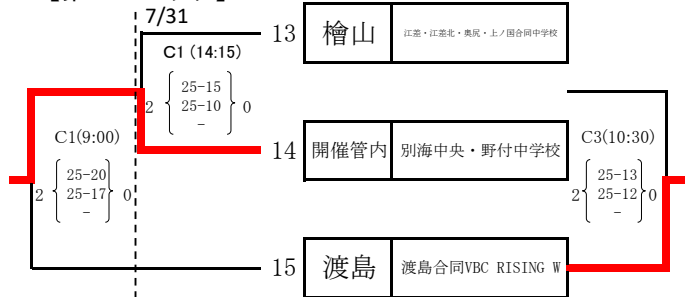 7/31
13 檜山 江差・江差北・奥尻・上ノ国合同中学校
C1 (14:15)
25-15
2 25-10 0
-
C1(9:00)
14 開催管内 別海中央・野付中学校
C3(10:30)
25-20
2 25-17 0
-
25-13
2 25-12 0
-
15 渡島 渡島合同VBC RISING W